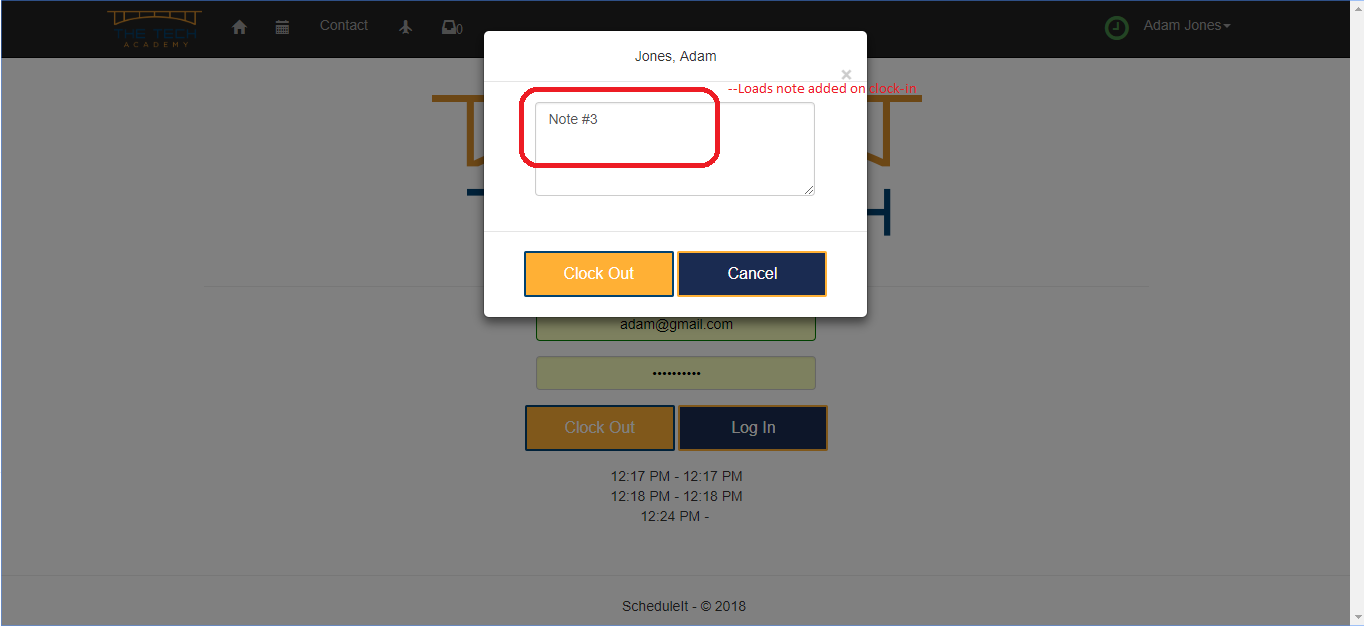 THE TECH
ACADEMY
Contact
0
Adam Jones
Jones, Adam
×
--Loads note added on clock-in
Note #3
Clock Out
Cancel
adam@gmail.com
••••••••••
Clock Out
Log In
12:17 PM - 12:17 PM
12:18 PM - 12:18 PM
12:24 PM -
ScheduleIt - © 2018